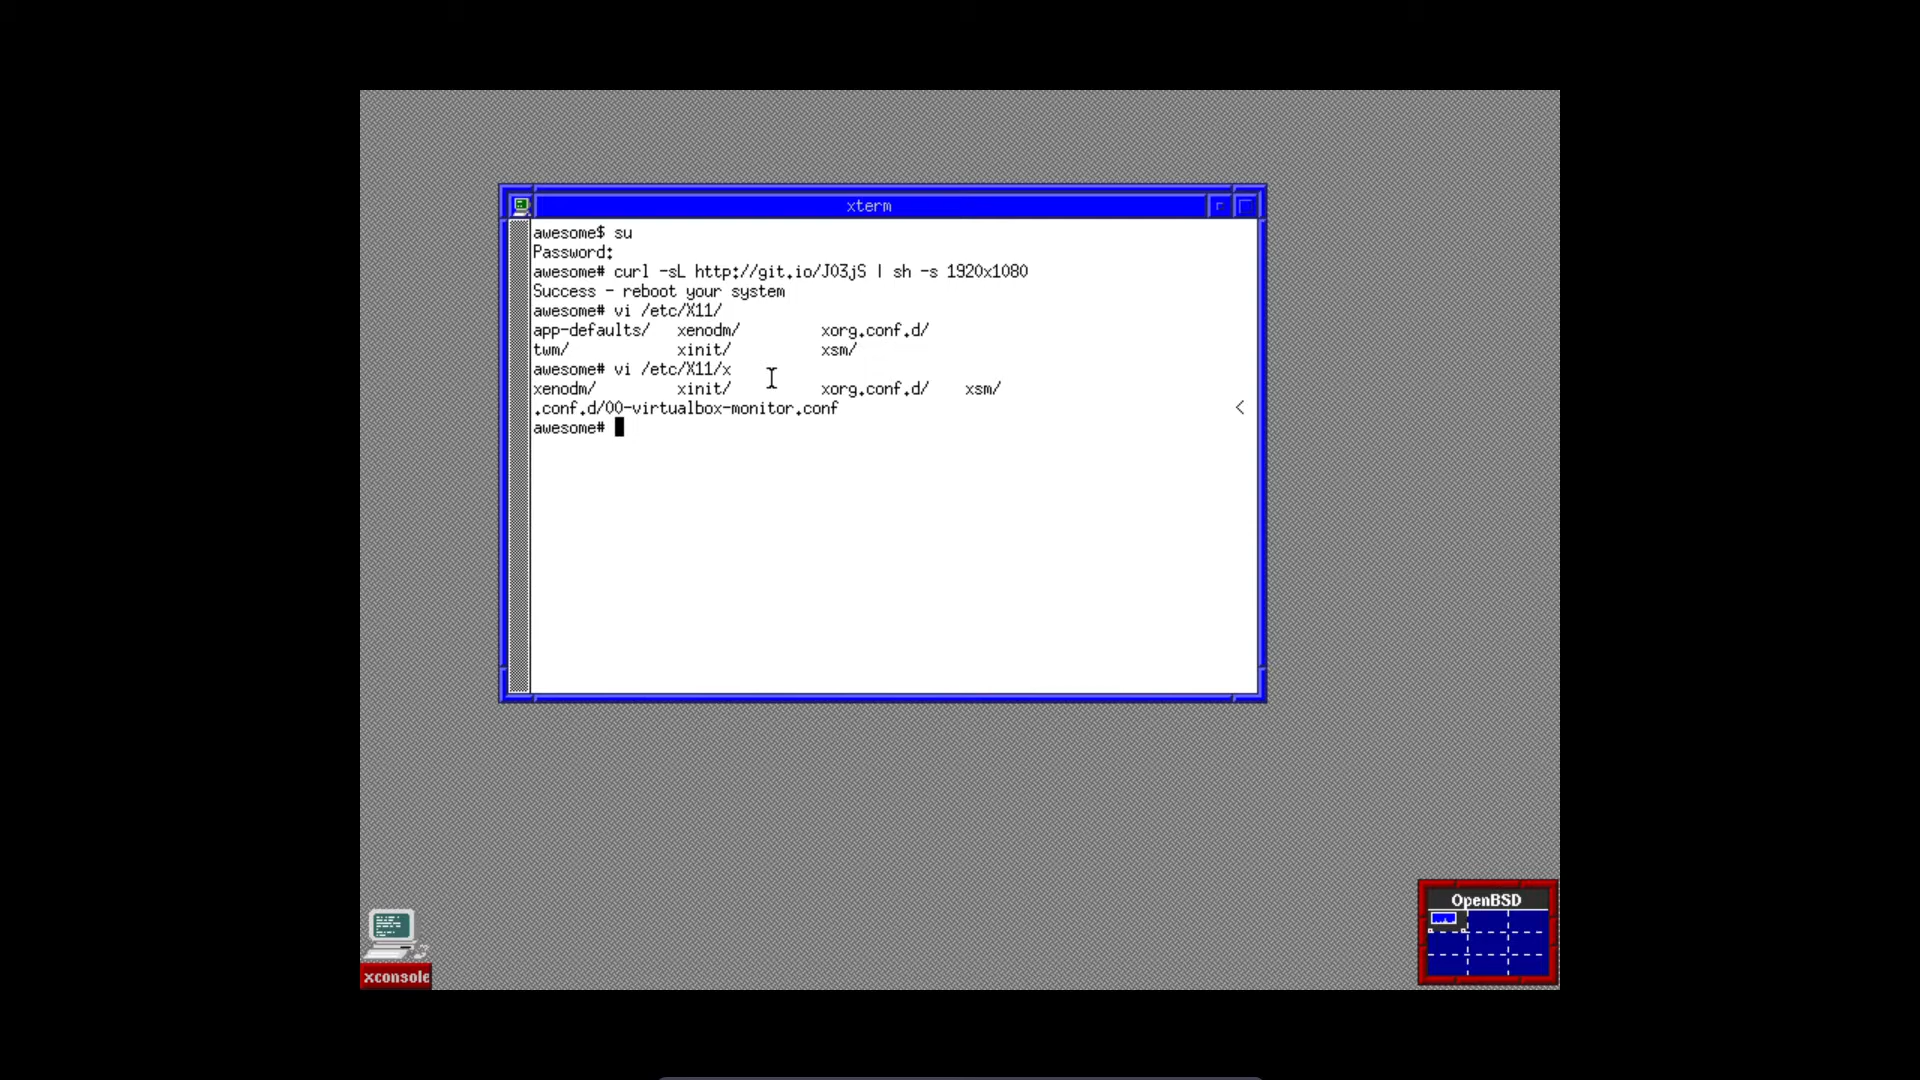 xterm
awesome$ su
Password:
awesome# curl -sL http://git.io/J03jS | sh -s 1920x1080
Success - reboot your system
awesome# vi /etc/X11/
app-defaults/   xenodm/         xorg.conf.d/
twm/            xinit/          xsm/
awesome# vi /etc/X11/x
xenodm/         xinit/          xorg.conf.d/    xsm/
.conf.d/00-virtualbox-monitor.conf                                            <
awesome#
OpenBSD
xconsole